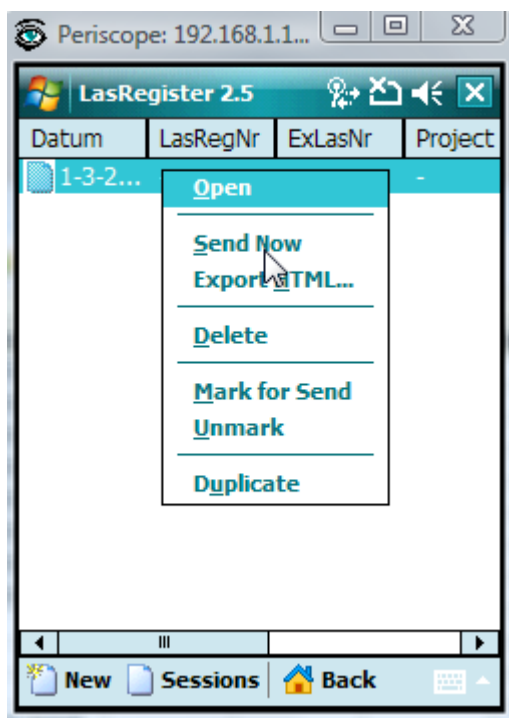 Periscope: 192.168.1.1...
LasRegister 2.5
Datum LasRegNr ExLasNr Project
1-3-2... -
Open
Send Now
Export HTML...
Delete
Mark for Send
Unmark
Duplicate
New Sessions Back